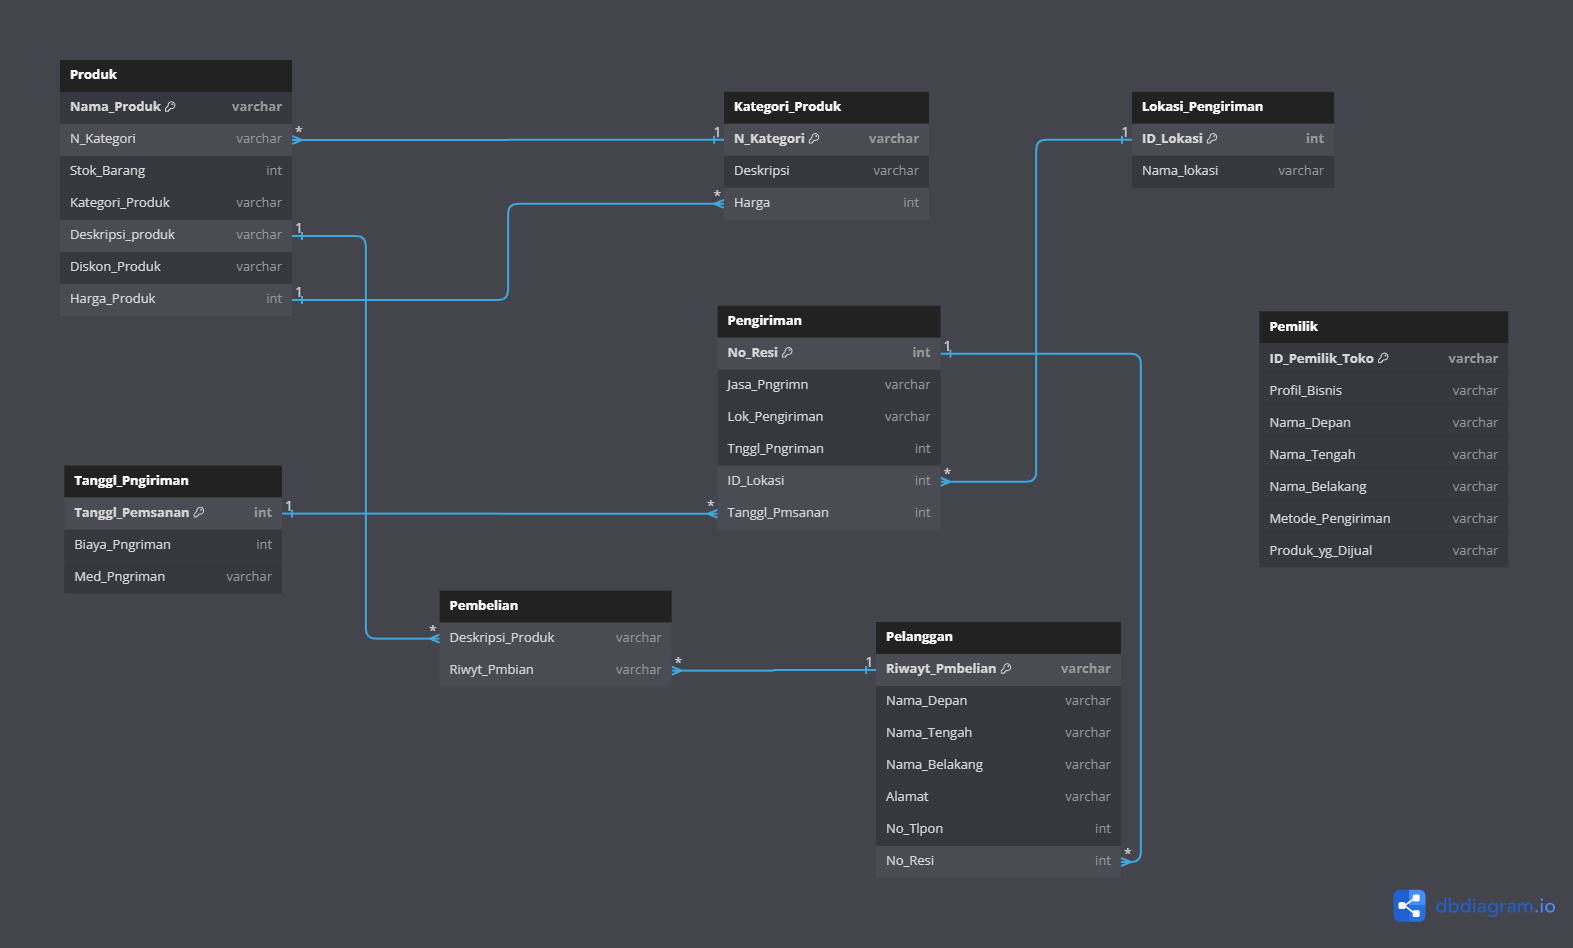 Produk
Nama_Produk varchar
N_Kategori varchar
Stok_Barang int
Kategori_Produk varchar
Deskripsi_produk varchar
Diskon_Produk varchar
Harga_Produk int
* 1
1
1
Kategori_Produk
N_Kategori varchar
Deskripsi varchar
Harga int
*
Lokasi_Pengiriman
1 ID_Lokasi int
Nama_lokasi varchar
Pengiriman
No_Resi int 1
Jasa_Pngrimn varchar
Lok_Pengiriman varchar
Tnggl_Pngriman int
ID_Lokasi int *
* Tanggl_Pmsanan int
Pemilik
ID_Pemilik_Toko varchar
Profil_Bisnis varchar
Nama_Depan varchar
Nama_Tengah varchar
Nama_Belakang varchar
Metode_Pengiriman varchar
Produk_yg_Dijual varchar
Tanggl_Pngiriman
Tanggl_Pemsanan int 1
Biaya_Pngriman int
Med_Pngriman varchar
Pembelian
* Deskripsi_Produk varchar
Riwyt_Pmbian varchar *
Pelanggan
1 Riwayt_Pmbelian varchar
Nama_Depan varchar
Nama_Tengah varchar
Nama_Belakang varchar
Alamat varchar
No_Tlpon int
No_Resi int *
dbdiagram.io